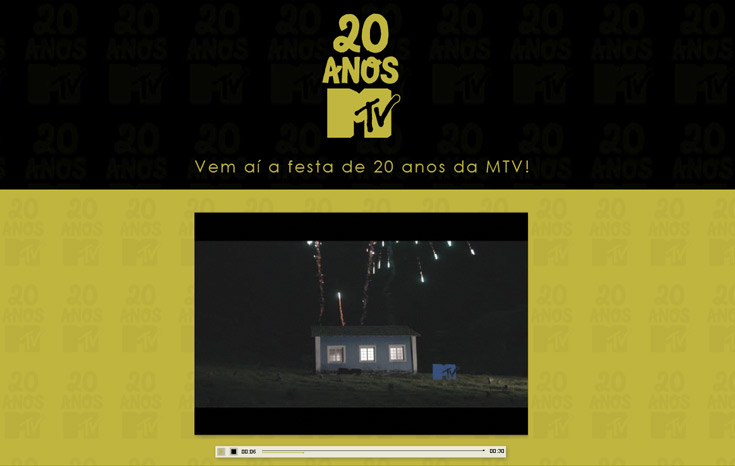 20
ANOS
MTV
Vem aí a festa de 20 anos da MTV!
MTV
00:06
00:30